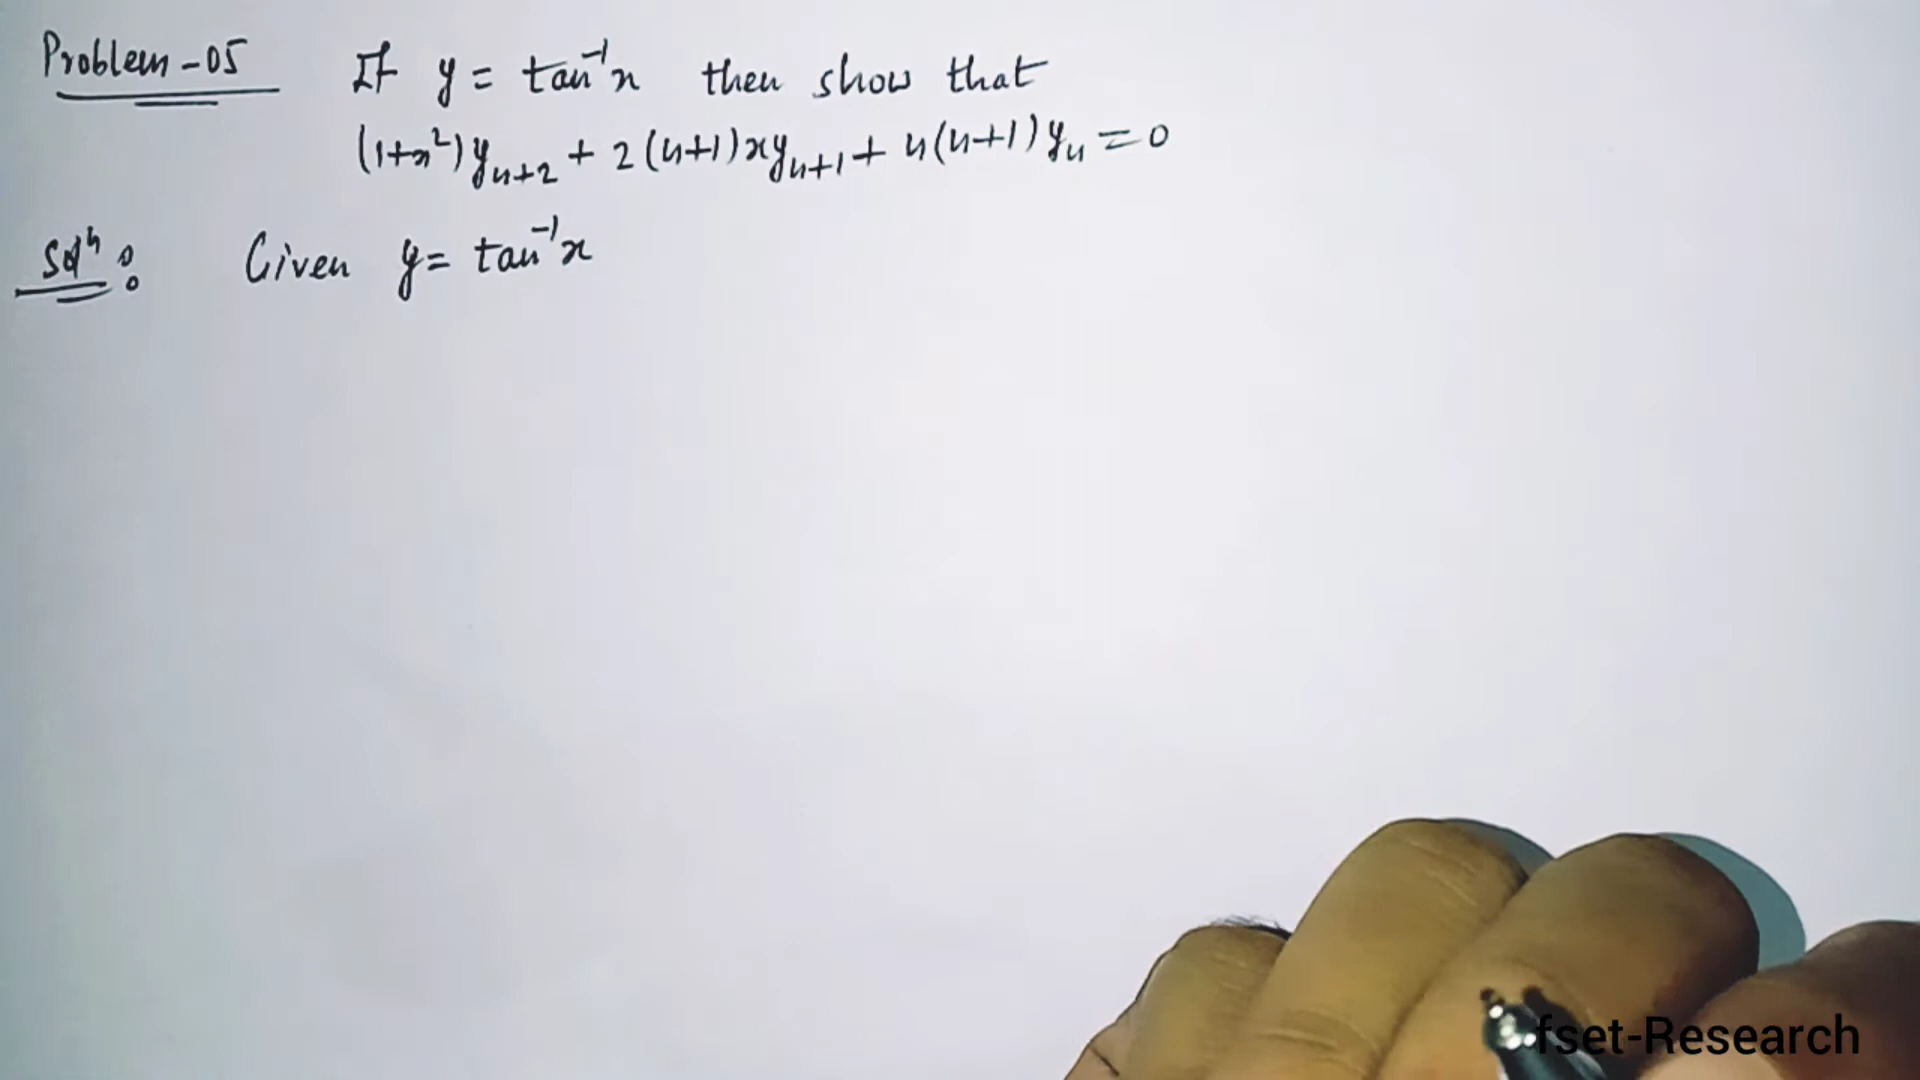 Problem-05 If y = tan⁻¹x then show that
(1+x²)yₙ₊₂ + 2(n+1)xyₙ₊₁ + n(n+1)yₙ = 0
Solⁿ: Given y = tan⁻¹x
fset-Research